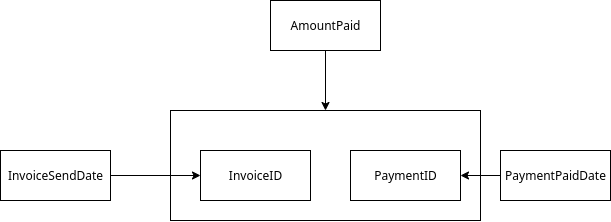 AmountPaid
InvoiceSendDate
InvoiceID
PaymentID
PaymentPaidDate